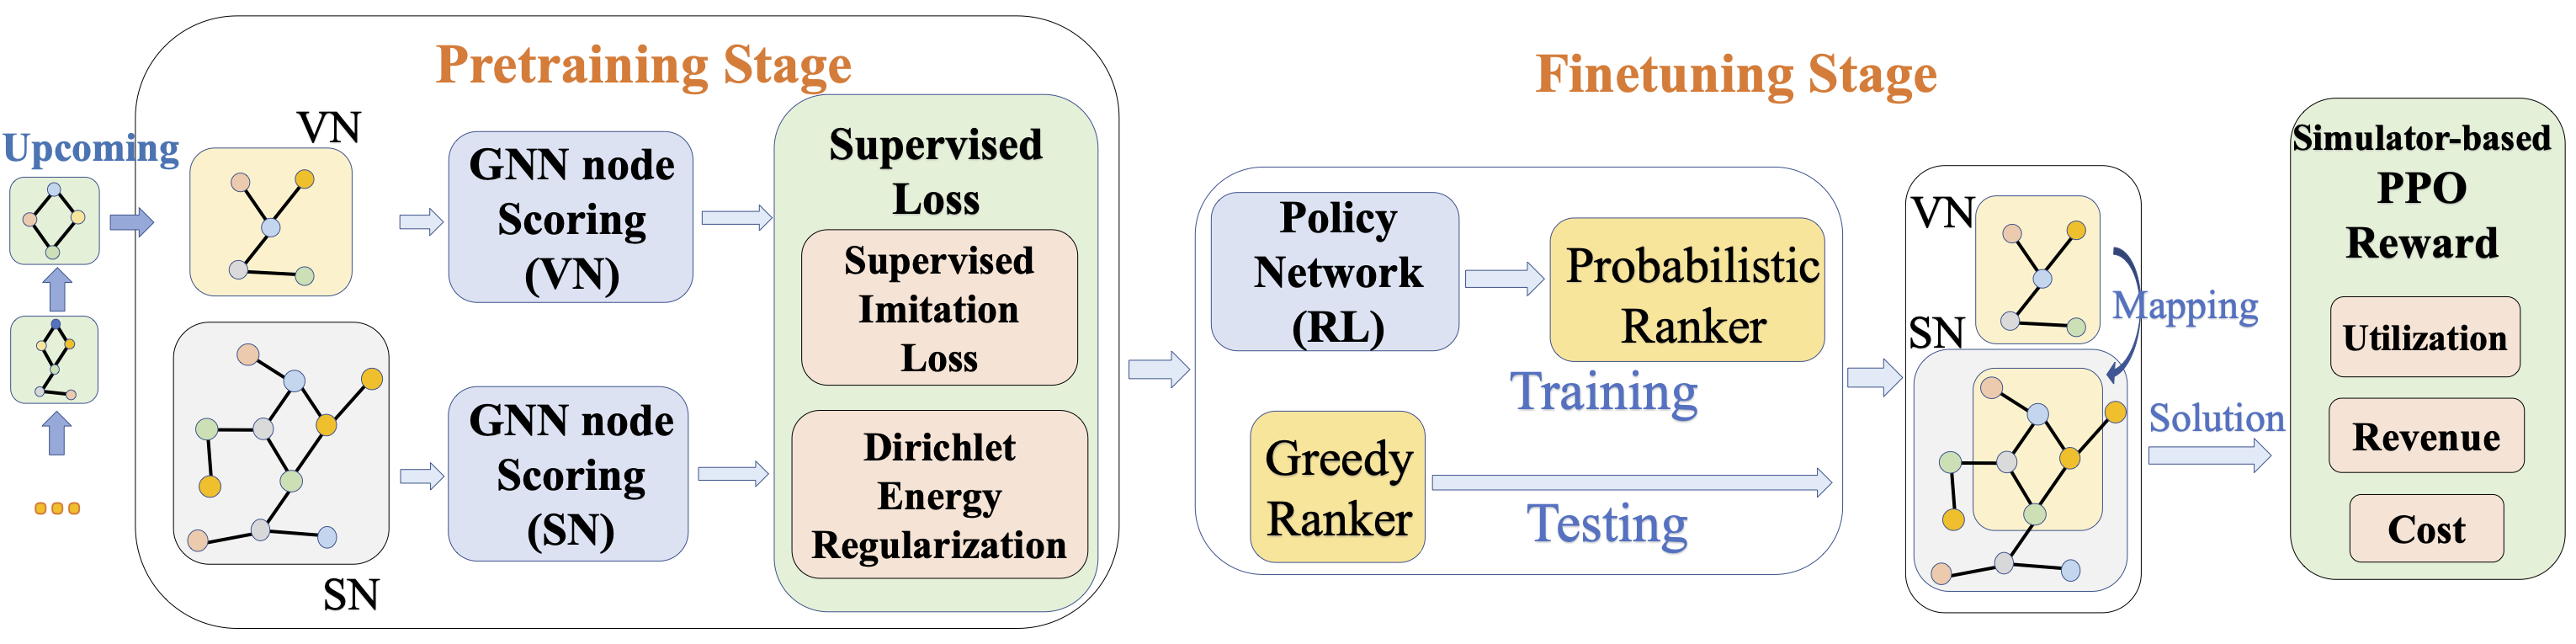 Pretraining Stage
Upcoming
VN
GNN node
Scoring
(VN)
GNN node
Scoring
(SN)
SN
Supervised
Loss
Supervised
Imitation
Loss
Dirichlet
Energy
Regularization
Finetuning Stage
Policy
Network
(RL)
Probabilistic
Ranker
Training
Greedy
Ranker
Testing
VN
SN
Mapping
Solution
Simulator-based
PPO
Reward
Utilization
Revenue
Cost